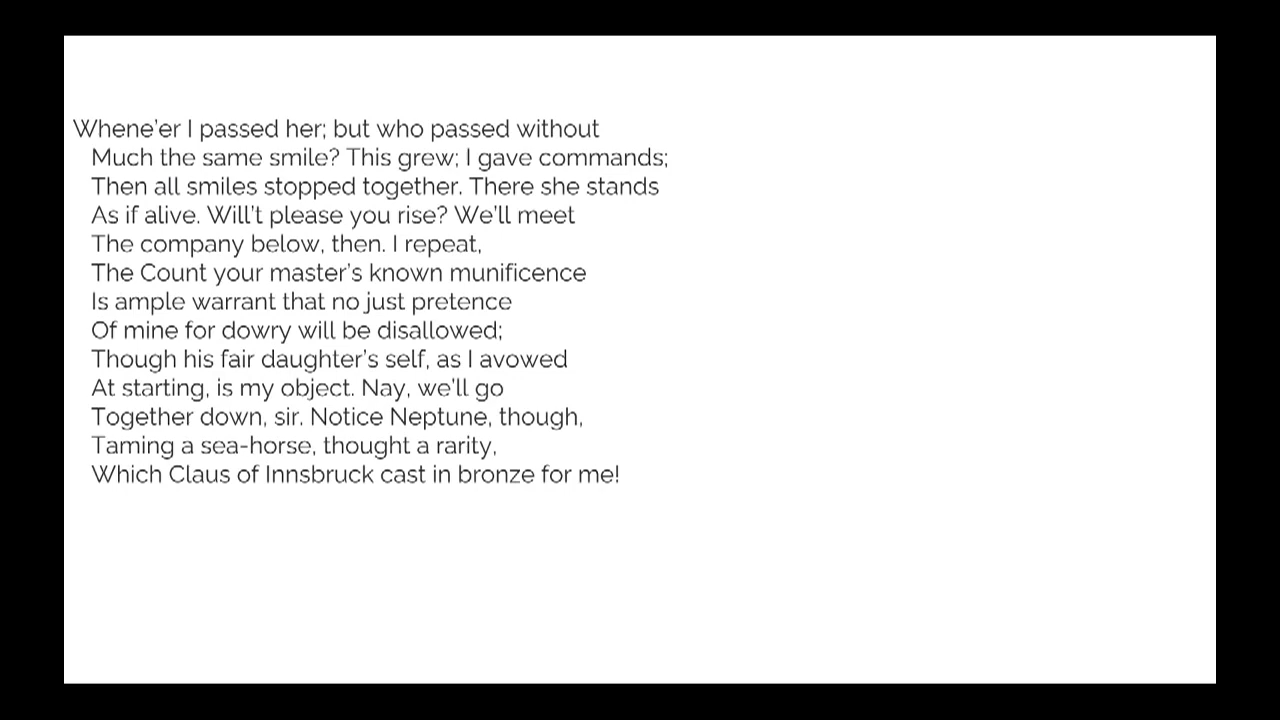 Whene'er I passed her; but who passed without
Much the same smile? This grew; I gave commands;
Then all smiles stopped together. There she stands
As if alive. Will't please you rise? We'll meet
The company below, then. I repeat,
The Count your master's known munificence
Is ample warrant that no just pretence
Of mine for dowry will be disallowed;
Though his fair daughter's self, as I avowed
At starting, is my object. Nay, we'll go
Together down, sir. Notice Neptune, though,
Taming a sea-horse, thought a rarity,
Which Claus of Innsbruck cast in bronze for me!